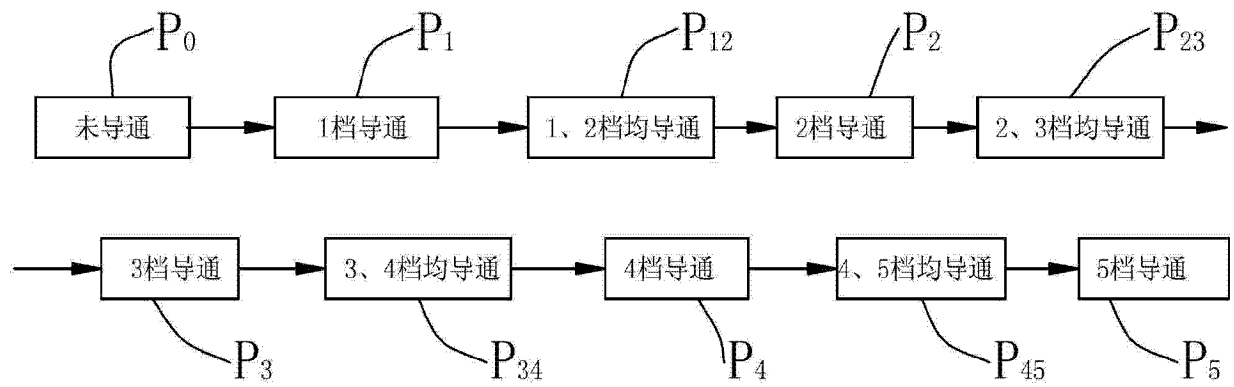 P0 P1 P12 P2 P23
未导通 1档导通 1、2档均导通 2档导通 2、3档均导通
3档导通 3、4档均导通 4档导通 4、5档均导通 5档导通
P3 P34 P4 P45 P5